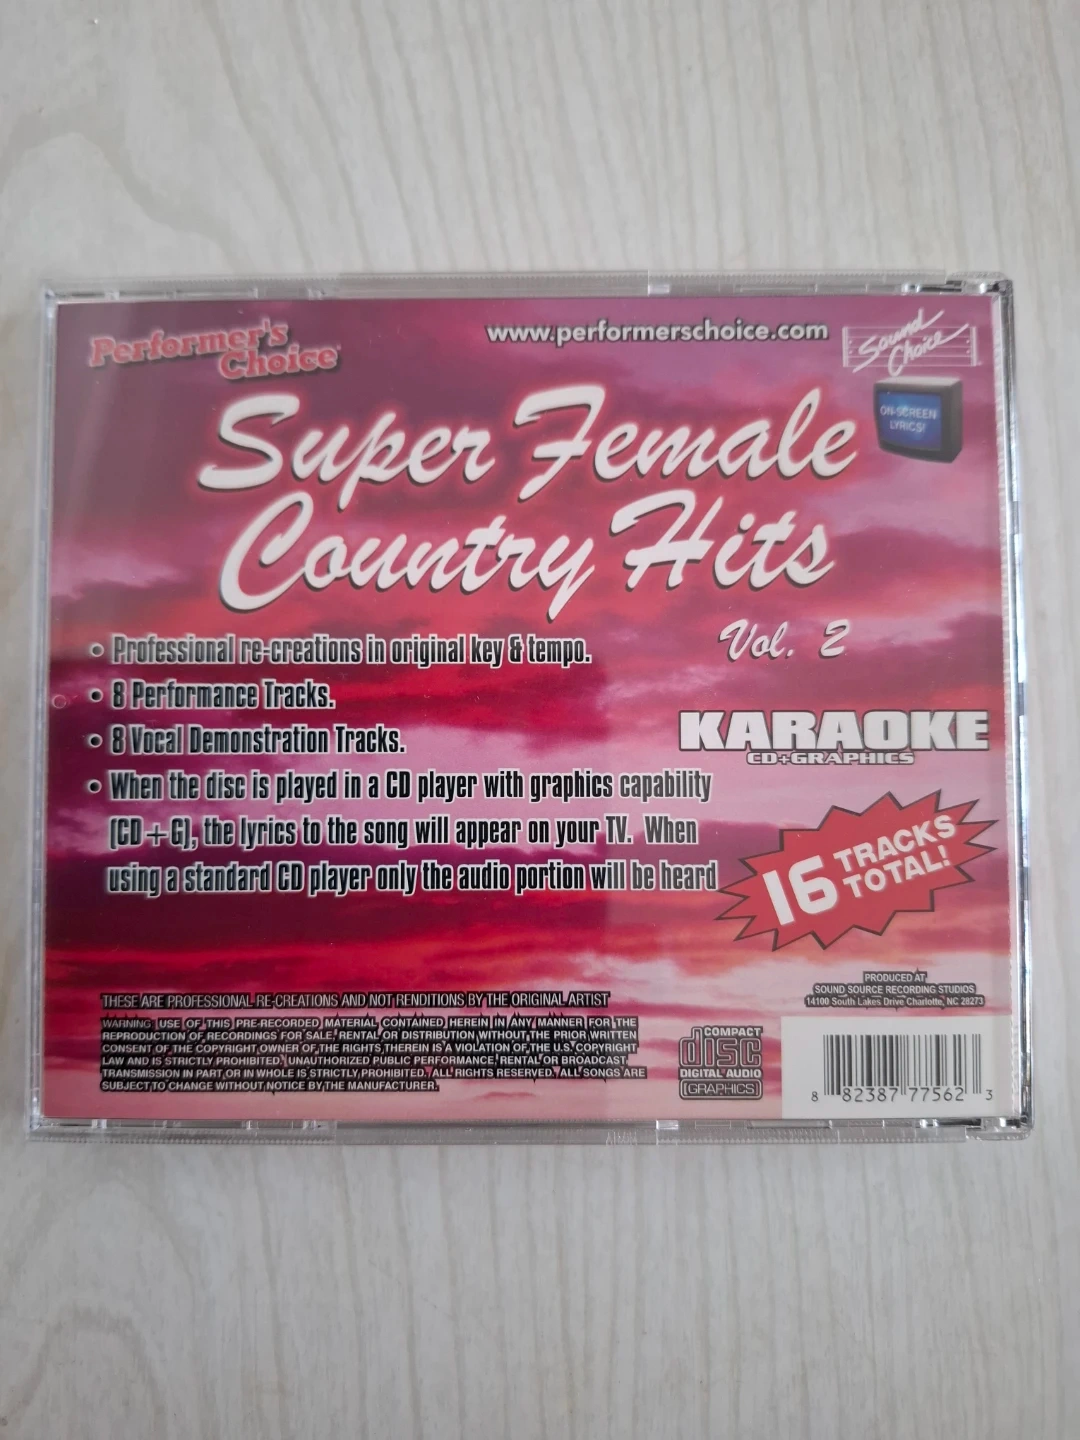 Performer's
Choice
www.performerschoice.com
Sound
Choice
ON-SCREEN
LYRICS!
Super Female
Country Hits
Vol. 2
• Professional re-creations in original key & tempo.
• 8 Performance Tracks.
• 8 Vocal Demonstration Tracks.
• When the disc is played in a CD player with graphics capability
(CD+G), the lyrics to the song will appear on your TV. When
using a standard CD player only the audio portion will be heard
KARAOKE
CD+GRAPHICS
16 TRACKS
TOTAL!
PRODUCED AT
SOUND SOURCE RECORDING STUDIOS
14100 South Lakes Drive Charlotte, NC 28273
THESE ARE PROFESSIONAL RE-CREATIONS AND NOT RENDITIONS BY THE ORIGINAL ARTIST
WARNING: USE OF THIS PRE-RECORDED MATERIAL CONTAINED HEREIN IN ANY MANNER FOR THE
REPRODUCTION OF RECORDINGS FOR SALE, RENTAL OR DISTRIBUTION WITHOUT THE PRIOR WRITTEN
CONSENT OF THE COPYRIGHT OWNER OF THE RIGHTS THEREIN IS A VIOLATION OF THE U.S. COPYRIGHT
LAW AND IS STRICTLY PROHIBITED. UNAUTHORIZED PUBLIC PERFORMANCE, RENTAL OR BROADCAST
TRANSMISSION IN PART OR IN WHOLE IS STRICTLY PROHIBITED. ALL RIGHTS RESERVED. ALL SONGS ARE
SUBJECT TO CHANGE WITHOUT NOTICE BY THE MANUFACTURER.
COMPACT
disc
DIGITAL AUDIO
GRAPHICS
8 82387 77562 3